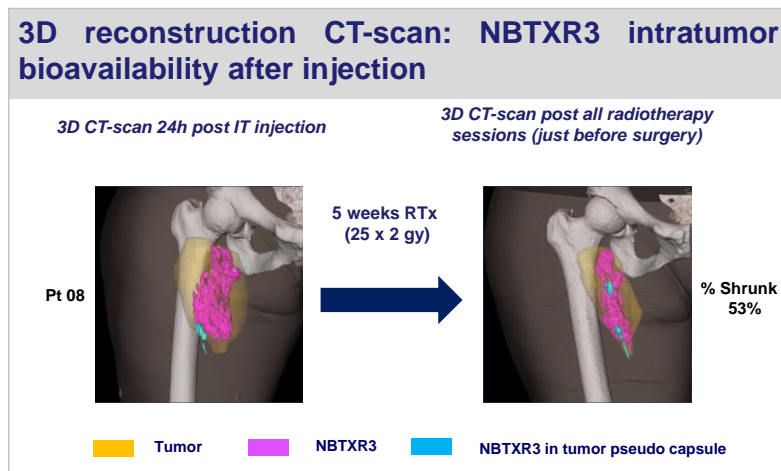 3D reconstruction CT-scan: NBTXR3 intratumor
bioavailability after injection
3D CT-scan 24h post IT injection
3D CT-scan post all radiotherapy
sessions (just before surgery)
5 weeks RTx
(25 x 2 gy)
Pt 08
% Shrunk
53%
Tumor
NBTXR3
NBTXR3 in tumor pseudo capsule